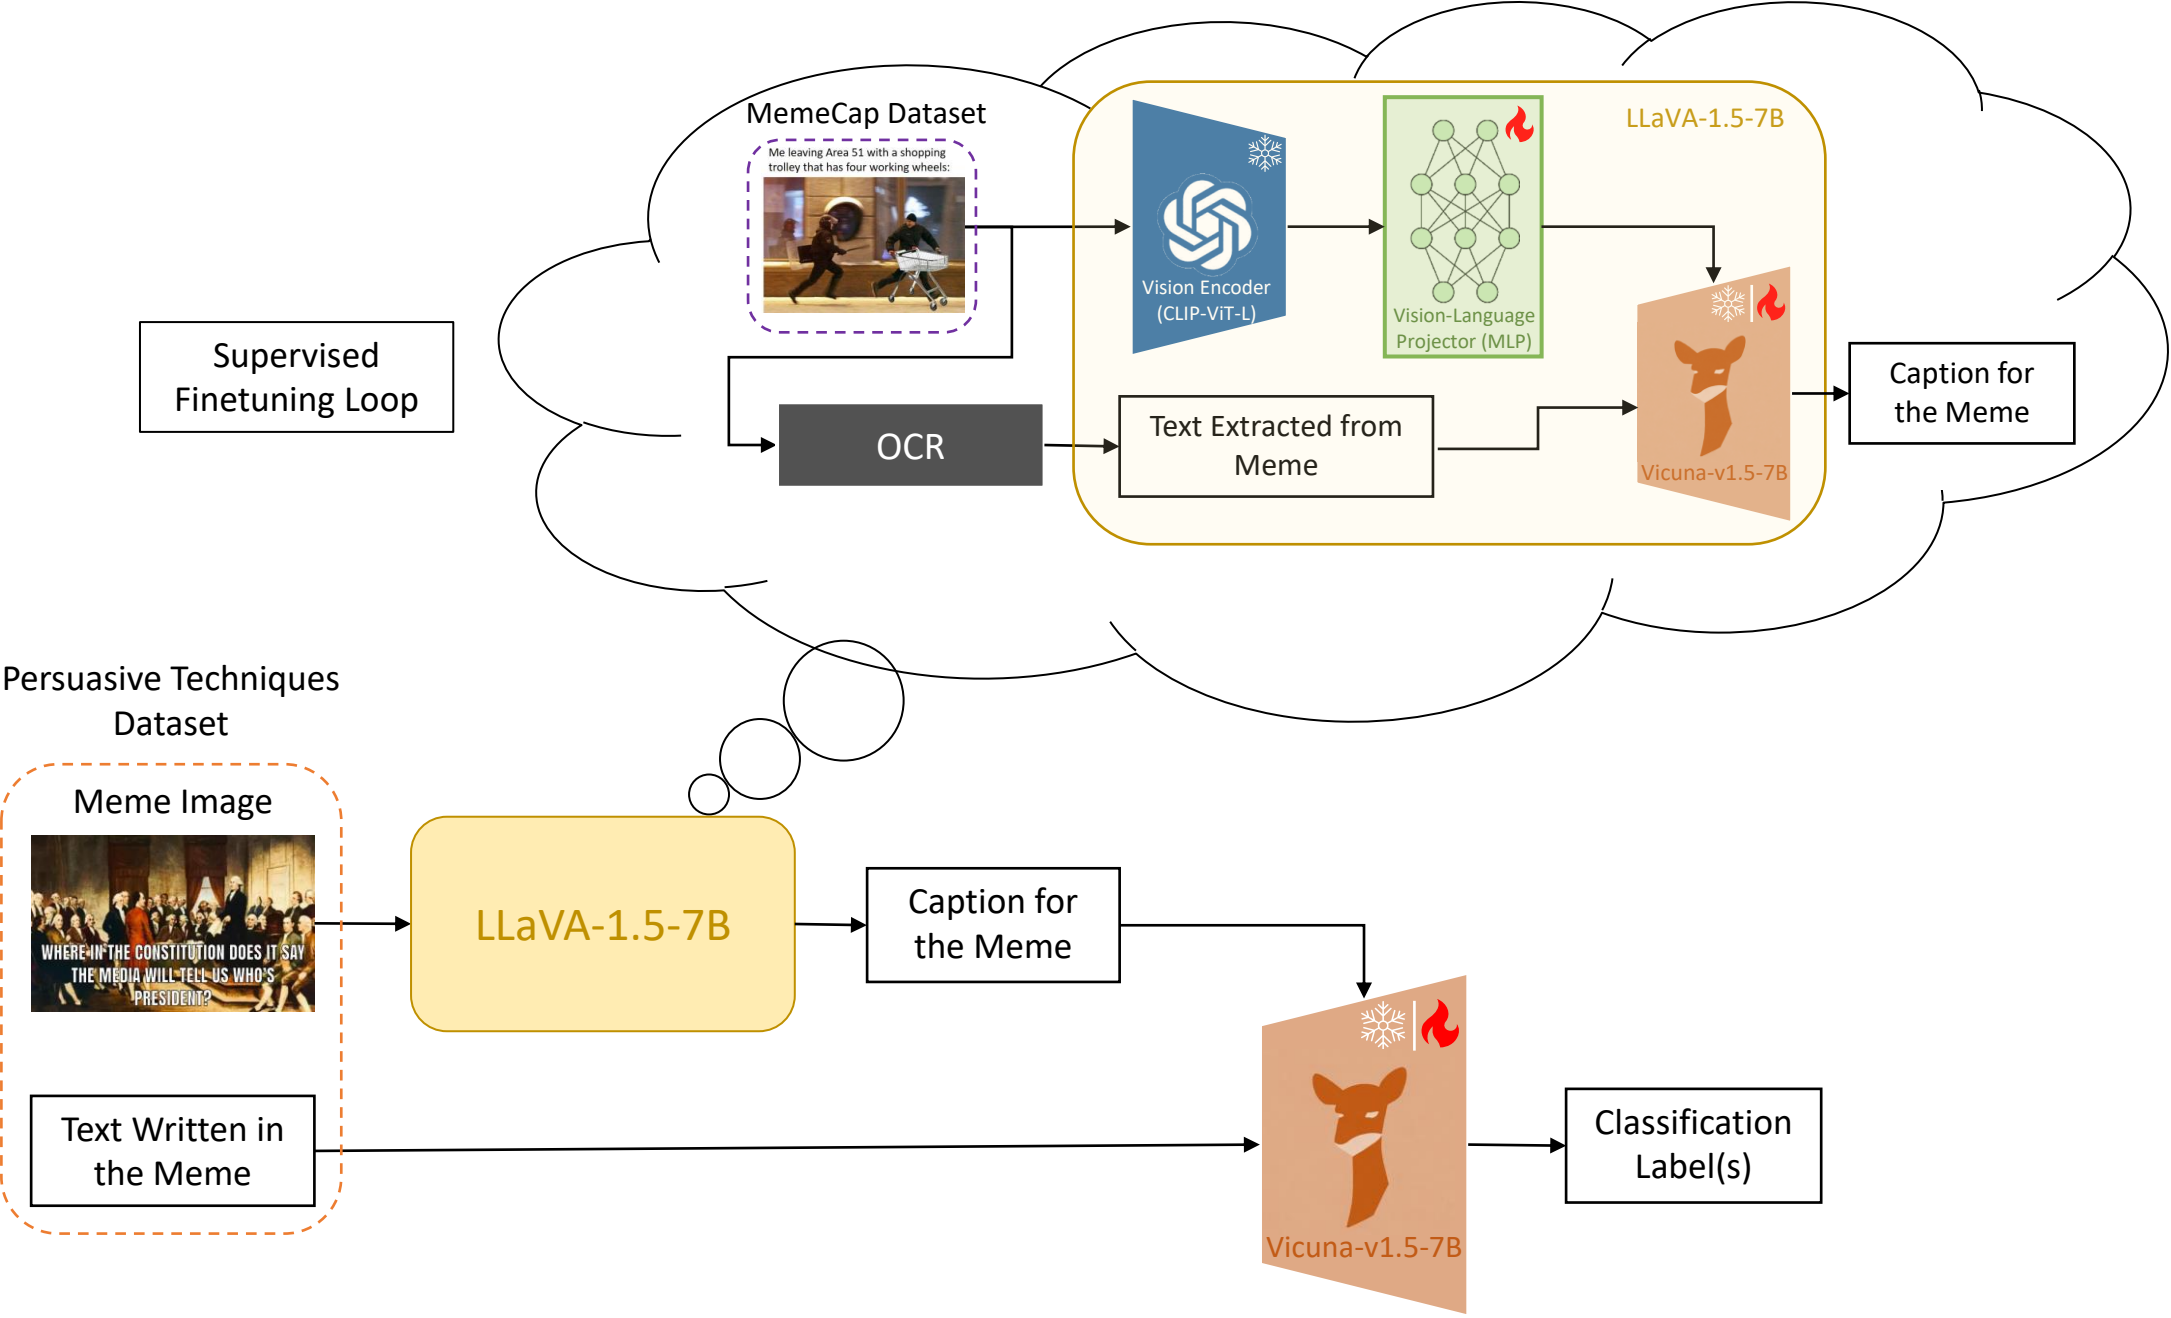 MemeCap Dataset
Me leaving Area 51 with a shopping
trolley that has four working wheels:
LLaVA-1.5-7B
Vision Encoder
(CLIP-ViT-L)
Vision-Language
Projector (MLP)
Supervised
Finetuning Loop
OCR
Text Extracted from
Meme
Vicuna-v1.5-7B
Caption for
the Meme
Persuasive Techniques
Dataset
Meme Image
WHERE IN THE CONSTITUTION DOES IT SAY
THE MEDIA WILL TELL US WHO'S
PRESIDENT?
LLaVA-1.5-7B
Caption for
the Meme
Text Written in
the Meme
Vicuna-v1.5-7B
Classification
Label(s)